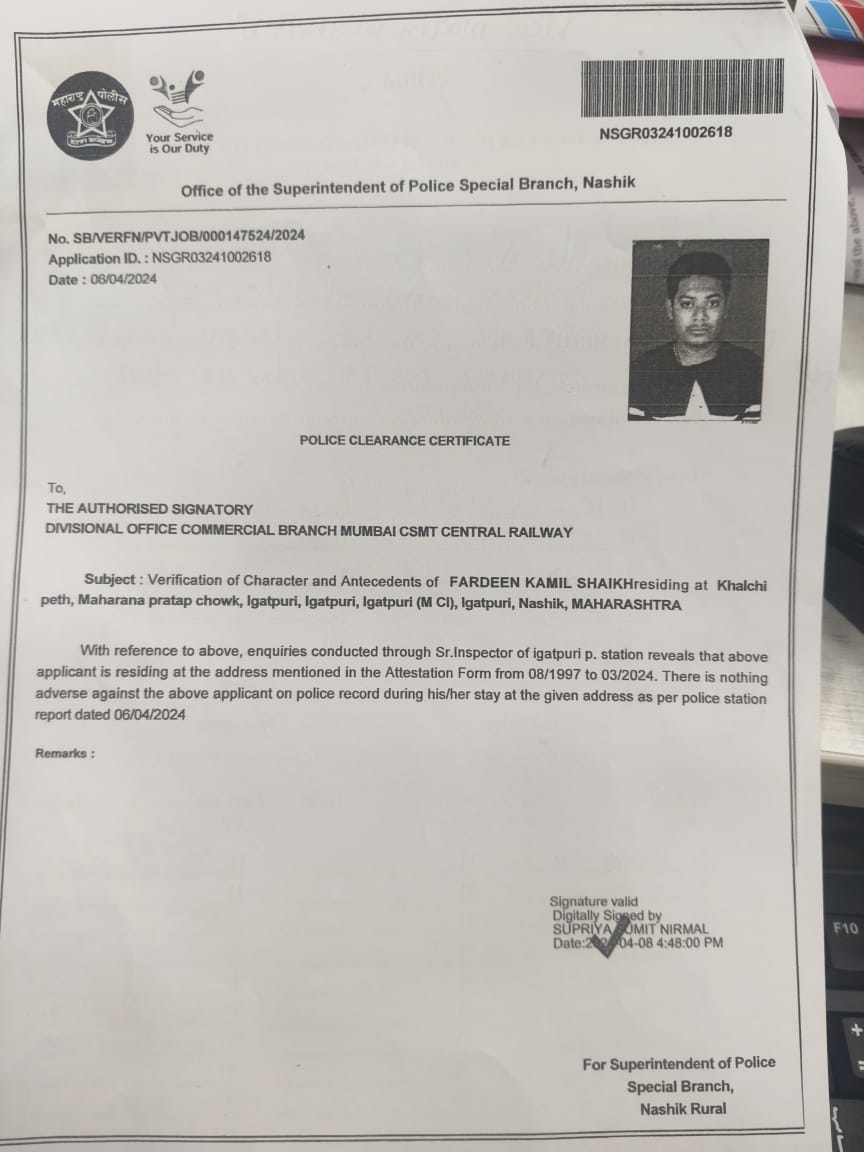 महाराष्ट्र पोलीस
Your Service
is Our Duty
NSGR03241002618
Office of the Superintendent of Police Special Branch, Nashik
No. SB/VERFN/PVTJOB/000147524/2024
Application ID. : NSGR03241002618
Date : 06/04/2024
POLICE CLEARANCE CERTIFICATE
To,
THE AUTHORISED SIGNATORY
DIVISIONAL OFFICE COMMERCIAL BRANCH MUMBAI CSMT CENTRAL RAILWAY
Subject : Verification of Character and Antecedents of FARDEEN KAMIL SHAIKHresiding at Khalchi
peth, Maharana pratap chowk, Igatpuri, Igatpuri, Igatpuri (M Cl), Igatpuri, Nashik, MAHARASHTRA
With reference to above, enquiries conducted through Sr.Inspector of igatpuri p. station reveals that above
applicant is residing at the address mentioned in the Attestation Form from 08/1997 to 03/2024. There is nothing
adverse against the above applicant on police record during his/her stay at the given address as per police station
report dated 06/04/2024
Remarks :
Signature valid
Digitally Signed by
SUPRIYA SUMIT NIRMAL
Date:2024-04-08 4:48:00 PM
For Superintendent of Police
Special Branch,
Nashik Rural
of the above.
F10